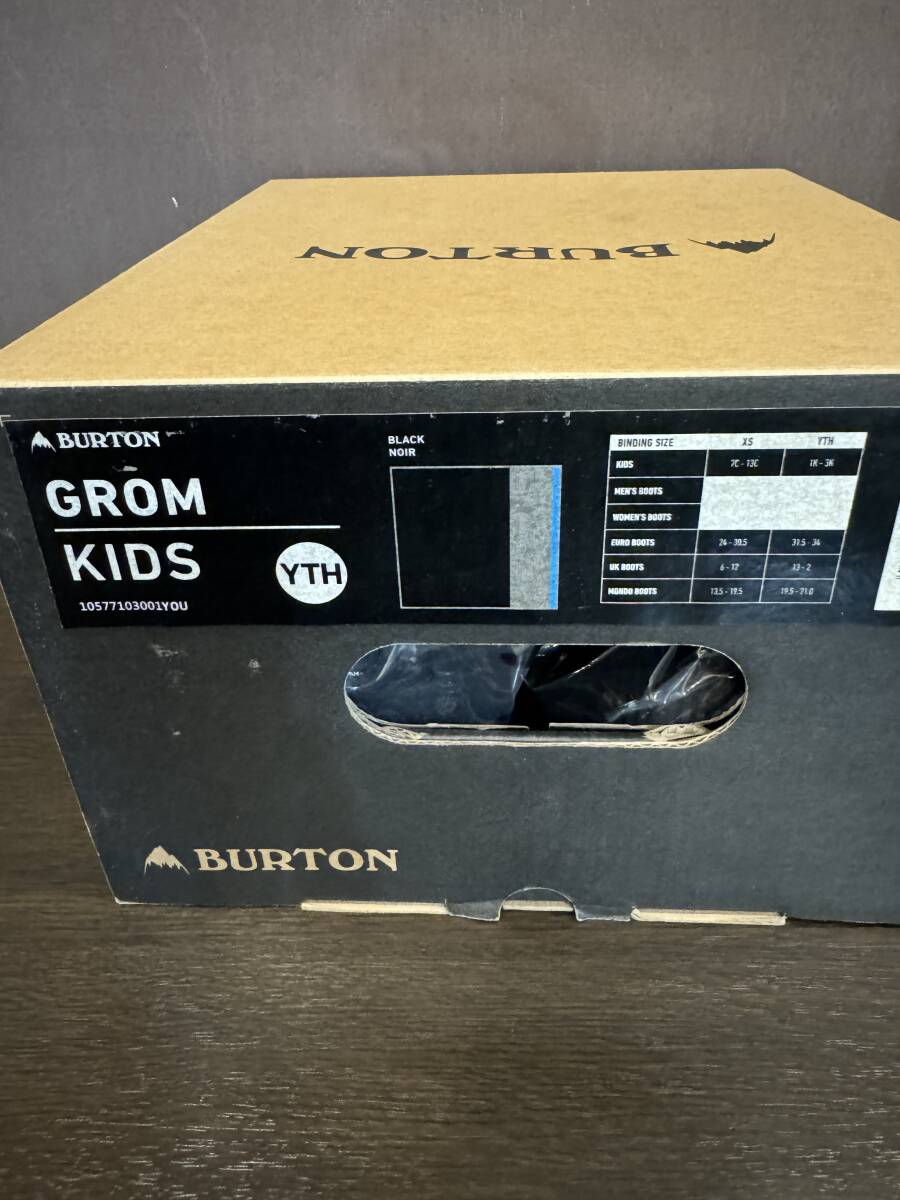 BURTON
BURTON
GROM
KIDS
YTH
10577103001YOU
BLACK
NOIR
BINDING SIZE XS YTH
KIDS 7C - 13C 1K - 3K
MEN'S BOOTS
WOMEN'S BOOTS
EURO BOOTS 24 - 30.5 31.5 - 34
UK BOOTS 6 - 12 13 - 2
MONDO BOOTS 13.5 - 19.5 19.5 - 21.0
BURTON